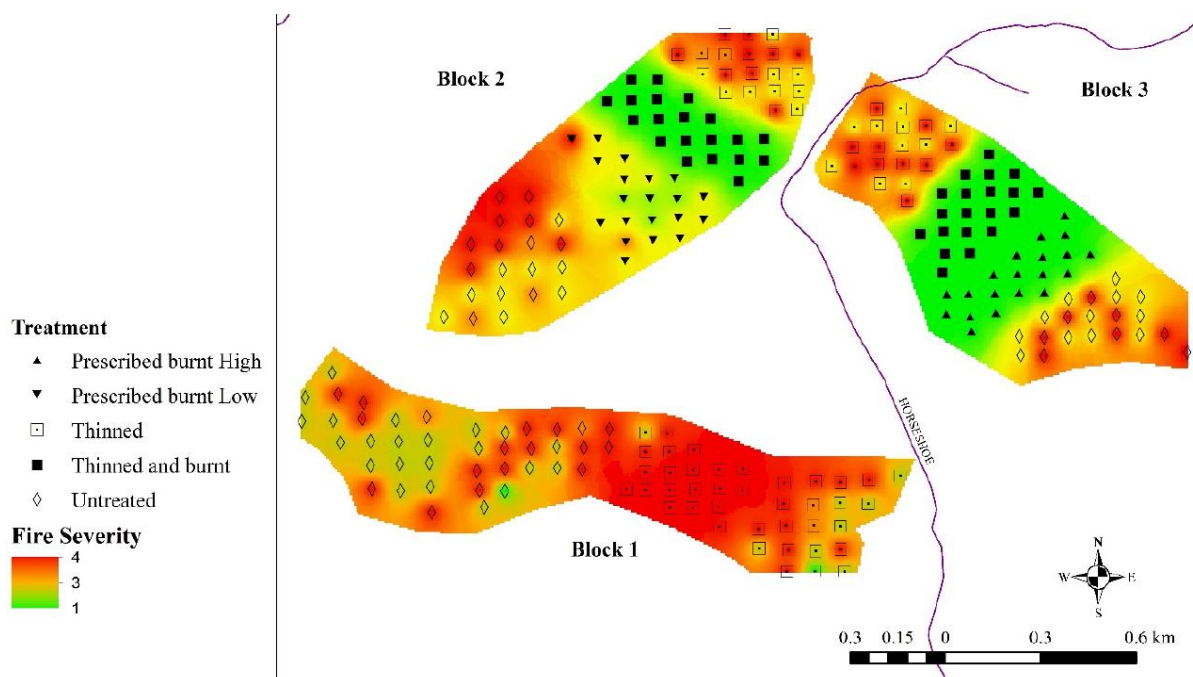 Block 2
Block 3
Treatment
Prescribed burnt High
Prescribed burnt Low
Thinned
Thinned and burnt
Untreated
Fire Severity
4
3
1
HORSESHOE
Block 1
N
W E
S
0.3 0.15 0 0.3 0.6 km